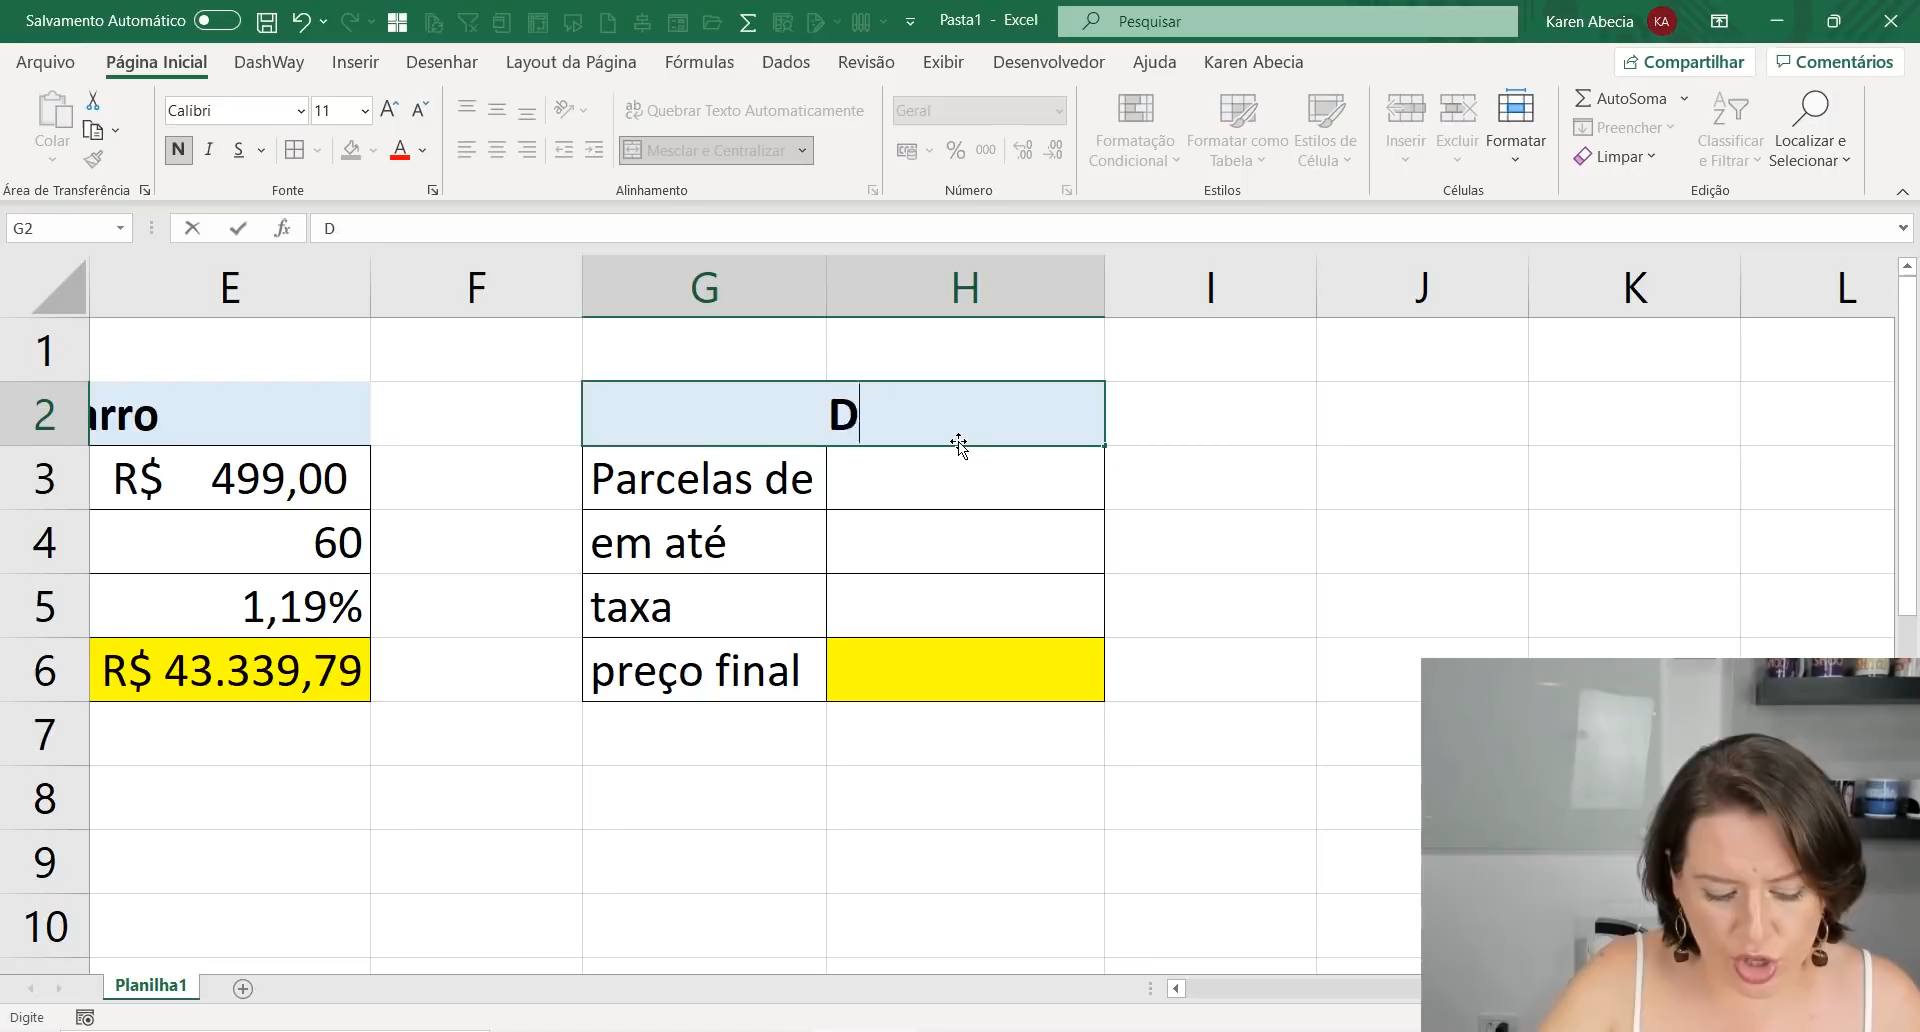 Salvamento Automático
Pasta1 - Excel
Pesquisar
Karen Abecia
KA
Arquivo
Página Inicial
DashWay
Inserir
Desenhar
Layout da Página
Fórmulas
Dados
Revisão
Exibir
Desenvolvedor
Ajuda
Karen Abecia
Compartilhar
Comentários
Colar
Área de Transferência
Calibri
11
N
I
S
A
Fonte
Quebrar Texto Automaticamente
Mesclar e Centralizar
Alinhamento
Geral
%
000
Número
Formatação
Condicional
Formatar como
Tabela
Estilos de
Célula
Estilos
Inserir
Excluir
Formatar
Células
AutoSoma
Preencher
Limpar
Classificar
e Filtrar
Localizar e
Selecionar
Edição
G2
fx
D
E F G H I J K L
1
2 arro D
3 R$ 499,00 Parcelas de
4 60 em até
5 1,19% taxa
6 R$ 43.339,79 preço final
7
8
9
10
Planilha1
Digite